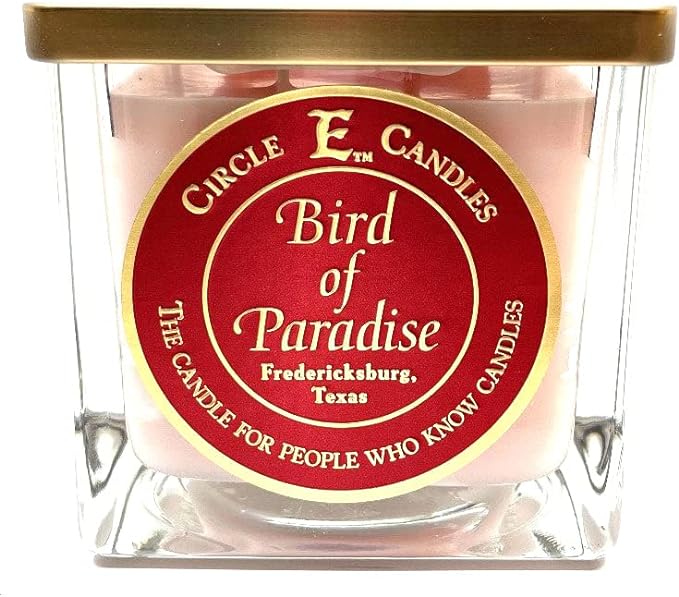 CIRCLE E™ CANDLES
Bird
of
Paradise
Fredericksburg,
Texas
THE CANDLE FOR PEOPLE WHO KNOW CANDLES